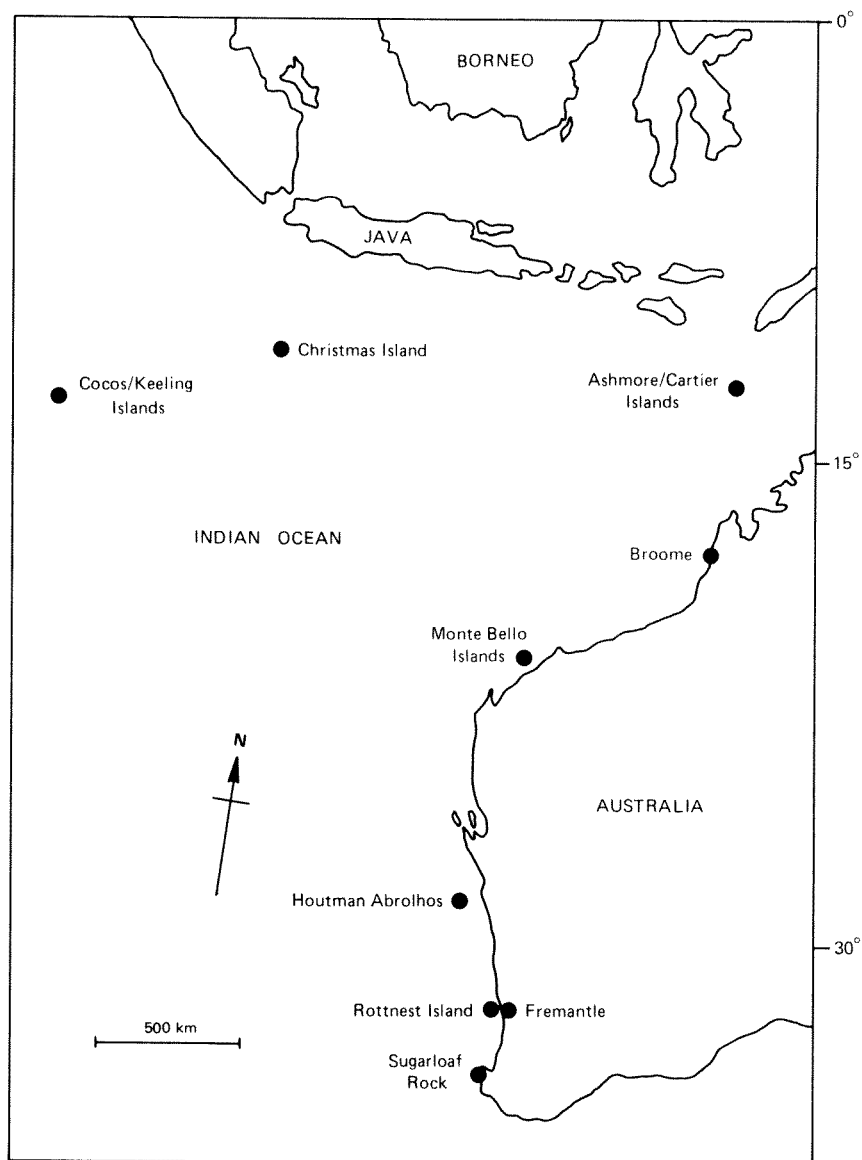 0°
BORNEO
JAVA
Christmas Island
Cocos/Keeling
Islands
Ashmore/Cartier
Islands
15°
INDIAN OCEAN
Broome
Monte Bello
Islands
N
AUSTRALIA
Houtman Abrolhos
30°
Rottnest Island
Fremantle
500 km
Sugarloaf
Rock